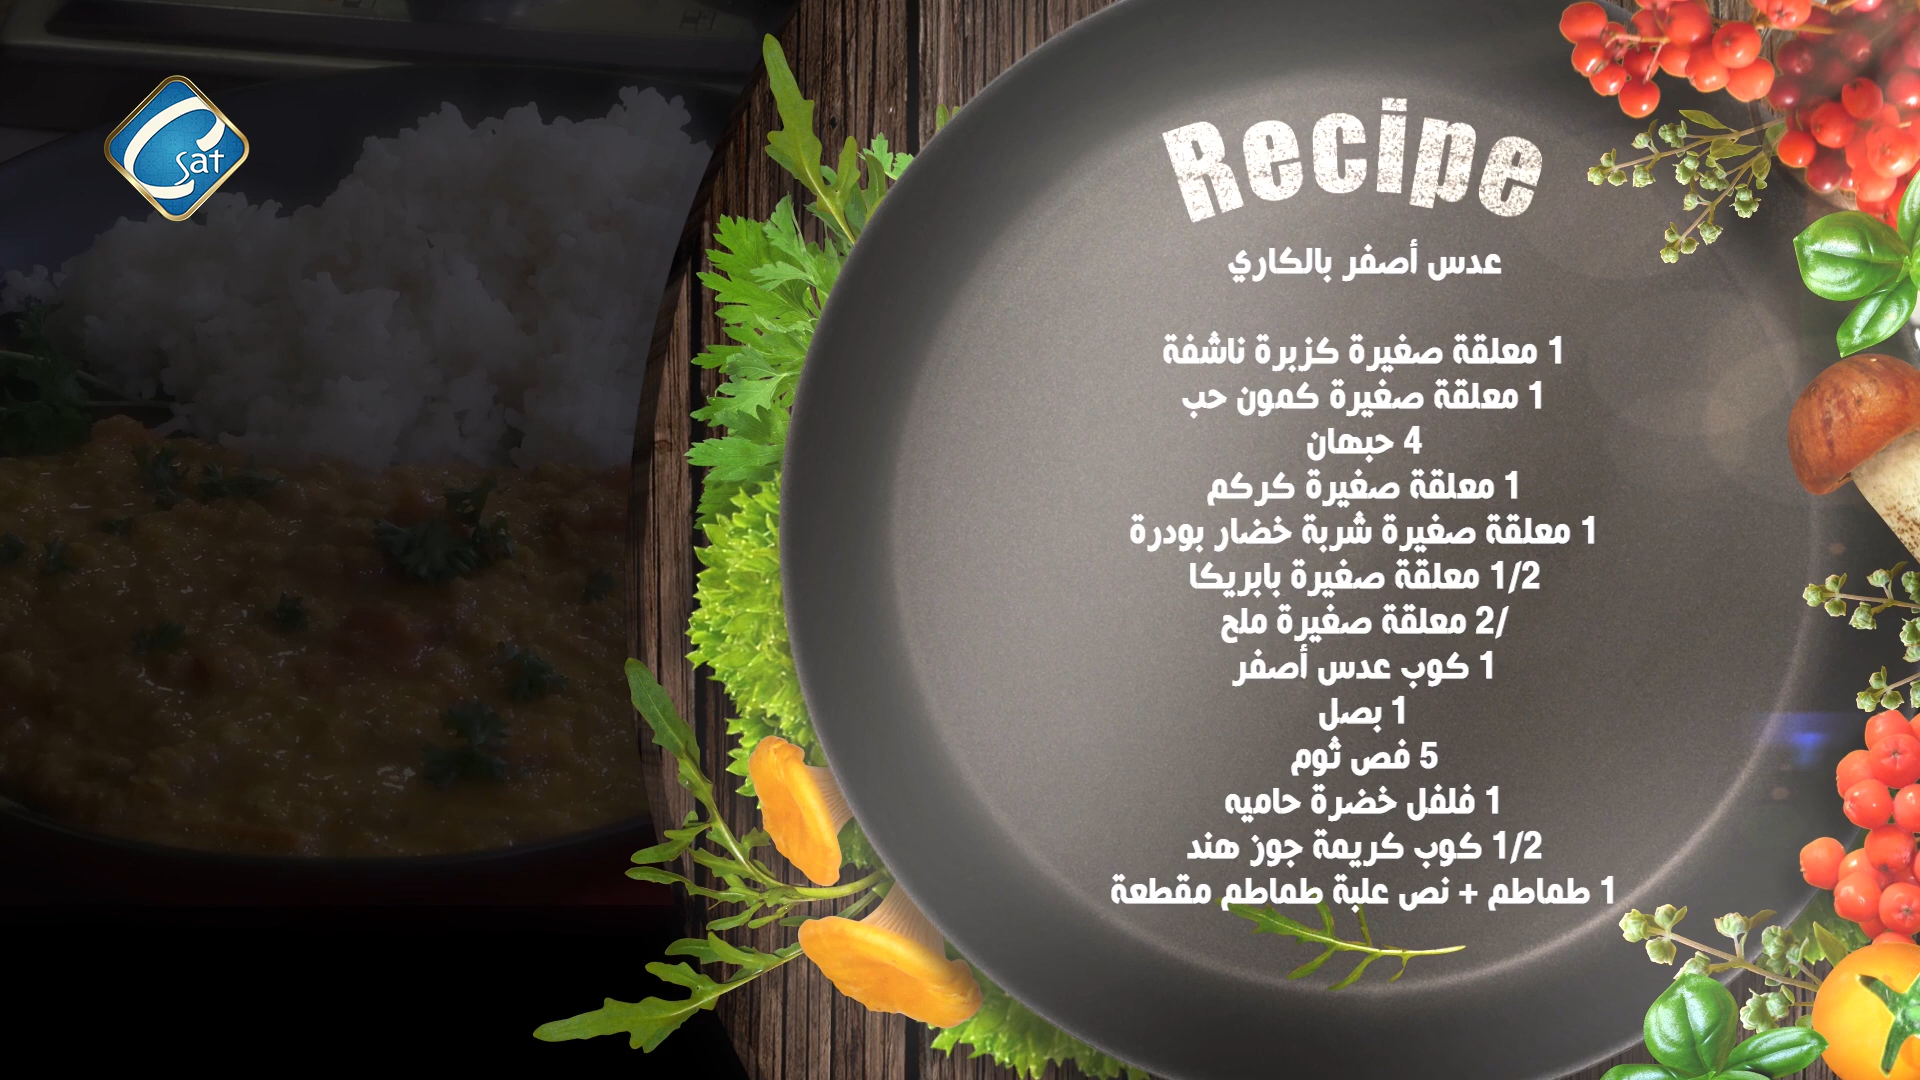 C Sat
Recipe
عدس أصفر بالكاري
1 معلقة صغيرة كزبرة ناشفة
1 معلقة صغيرة كمون حب
4 حبهان
1 معلقة صغيرة كركم
1 معلقة صغيرة شربة خضار بودرة
1/2 معلقة صغيرة بابريكا
/2 معلقة صغيرة ملح
1 كوب عدس أصفر
1 بصل
5 فص ثوم
1 فلفل خضرة حاميه
1/2 كوب كريمة جوز هند
1 طماطم + نص علبة طماطم مقطعة